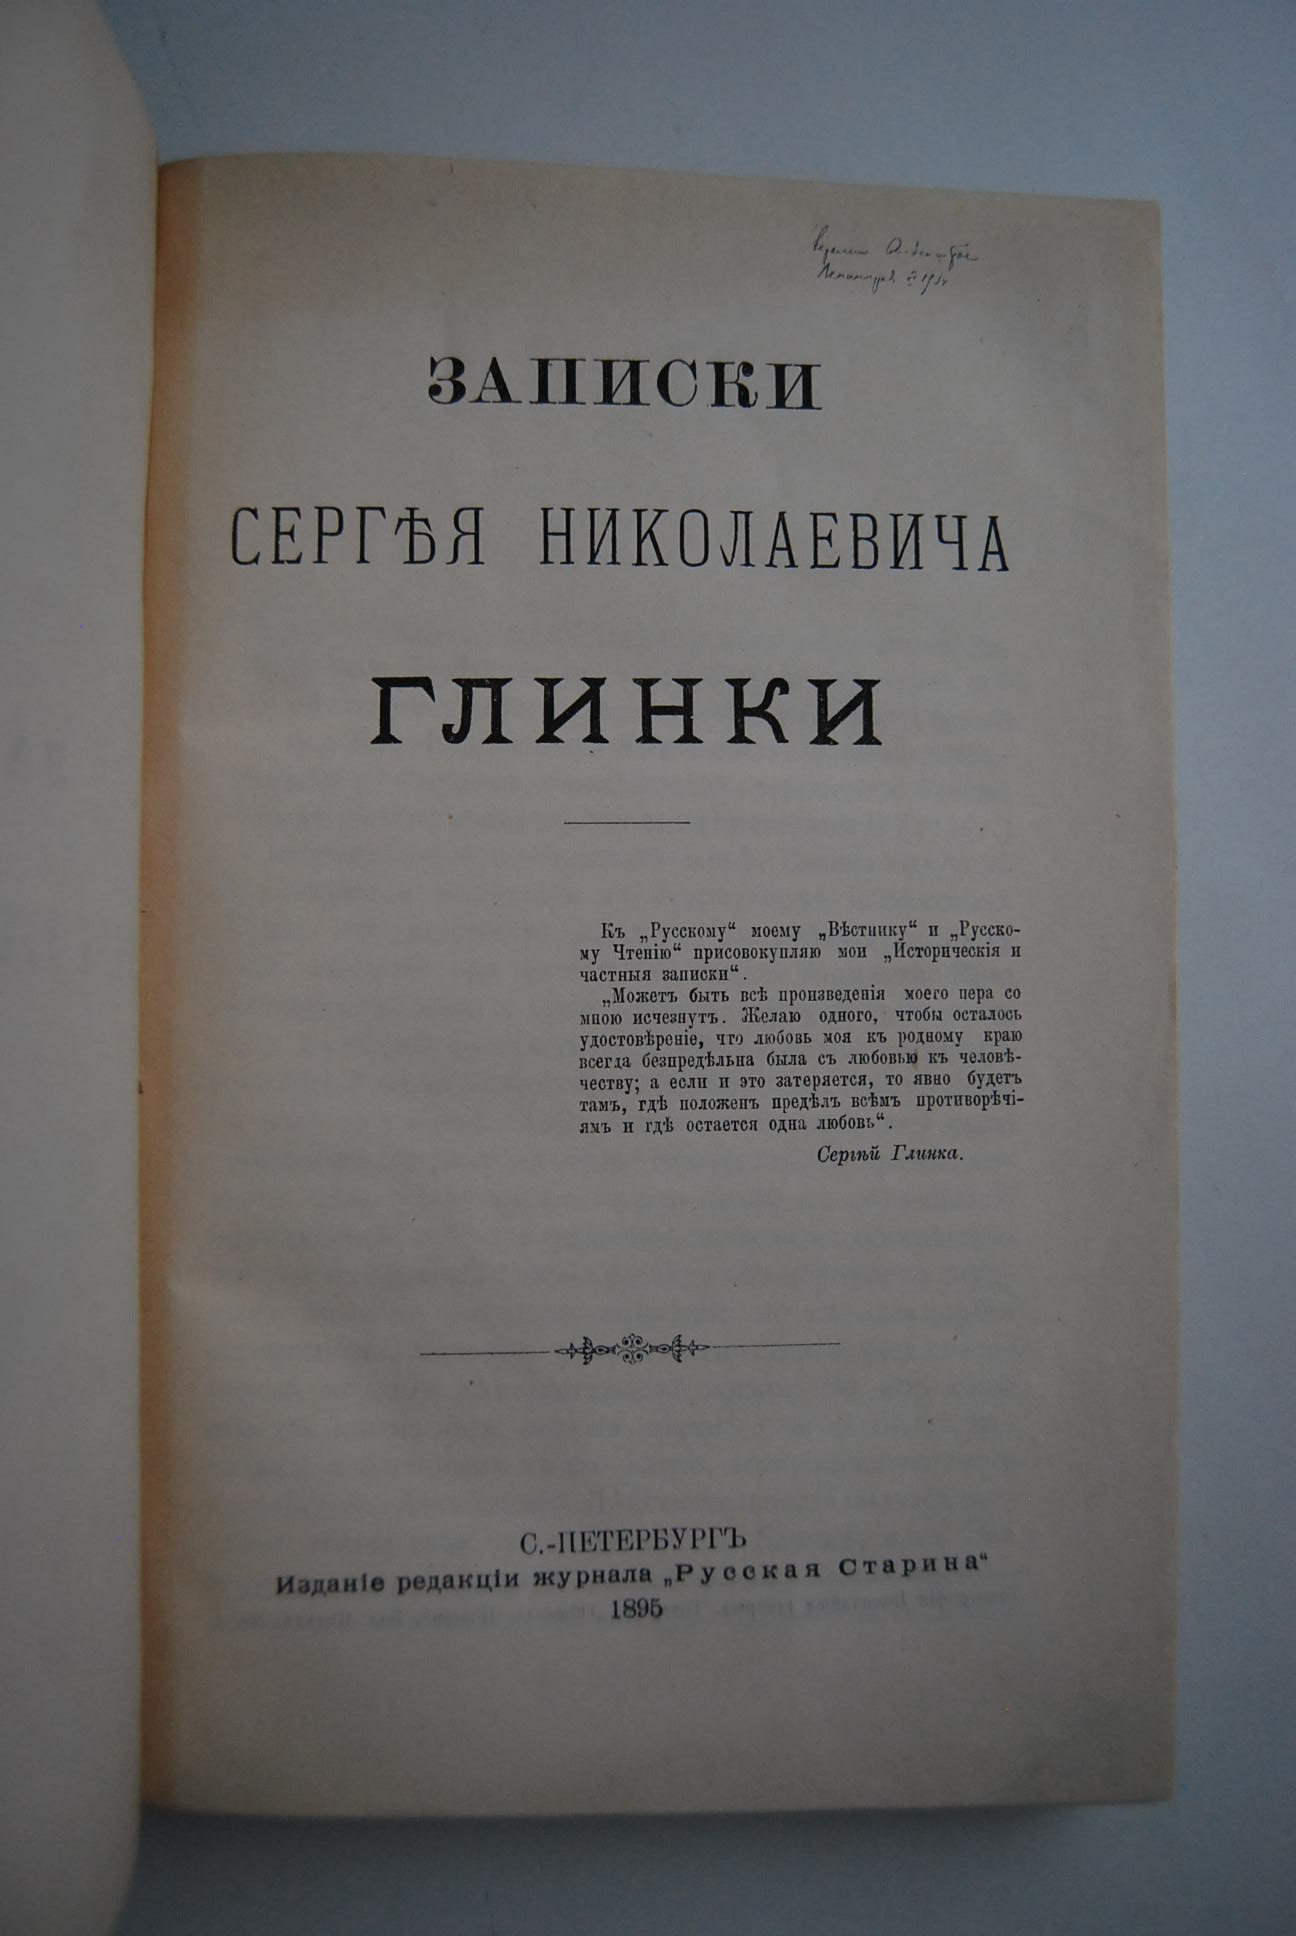 ЗАПИСКИ
СЕРГѢЯ НИКОЛАЕВИЧА
ГЛИНКИ
Къ „Русскому“ моему „Вѣстнику“ и „Русско-
му Чтенію“ присовокупляю мои „Историческія и
частныя записки“.
„Можетъ быть всѣ произведенія моего пера со
мною исчезнутъ. Желаю одного, чтобы осталось
удостовѣреніе, что любовь моя къ родному краю
всегда безпредѣльна была съ любовью къ человѣ-
честву; а если и это затеряется, то явно будетъ
тамъ, гдѣ положенъ предѣлъ всѣмъ противорѣчі-
ямъ и гдѣ остается одна любовь“.
Сергѣй Глинка.
С.-ПЕТЕРБУРГЪ
Изданіе редакціи журнала „Русская Старина“
1895